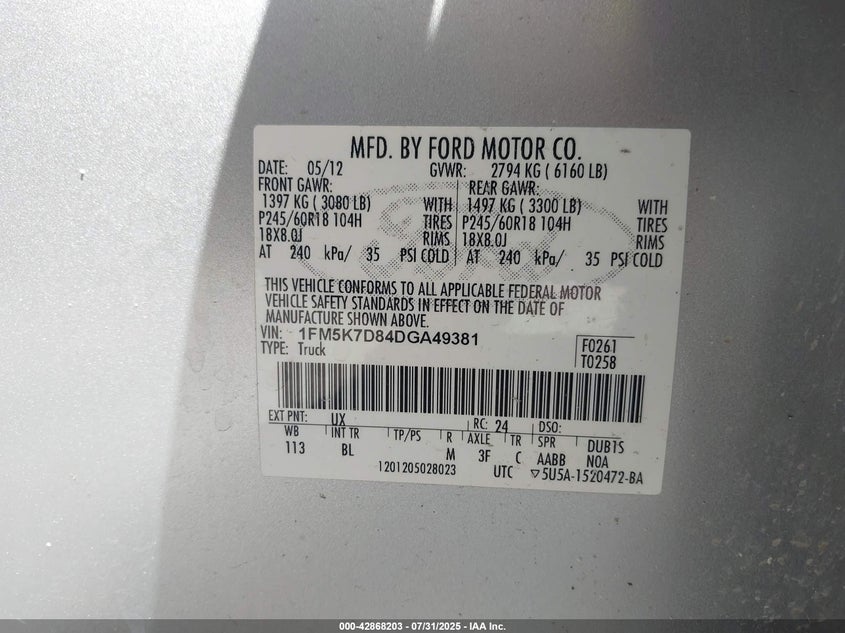 MFD. BY FORD MOTOR CO.
DATE: 05/12 GVWR: 2794 KG ( 6160 LB)
FRONT GAWR: REAR GAWR:
1397 KG ( 3080 LB) WITH 1497 KG ( 3300 LB) WITH
P245/60R18 104H TIRES P245/60R18 104H TIRES
18X8.0J RIMS 18X8.0J RIMS
AT 240 kPa/ 35 PSI COLD AT 240 kPa/ 35 PSI COLD
THIS VEHICLE CONFORMS TO ALL APPLICABLE FEDERAL MOTOR
VEHICLE SAFETY STANDARDS IN EFFECT ON THE DATE OF
MANUFACTURE SHOWN ABOVE.
VIN: 1FM5K7D84DGA49381
TYPE: Truck
F0261
T0258
EXT PNT: UX RC: 24 DSO:
WB INT TR TP/PS R AXLE TR SPR DUB1S
113 BL M 3F C AABB N0A
1201205028023 UTC ▽5U5A-1520472-BA
000-42868203 - 07/31/2025 - IAA Inc.